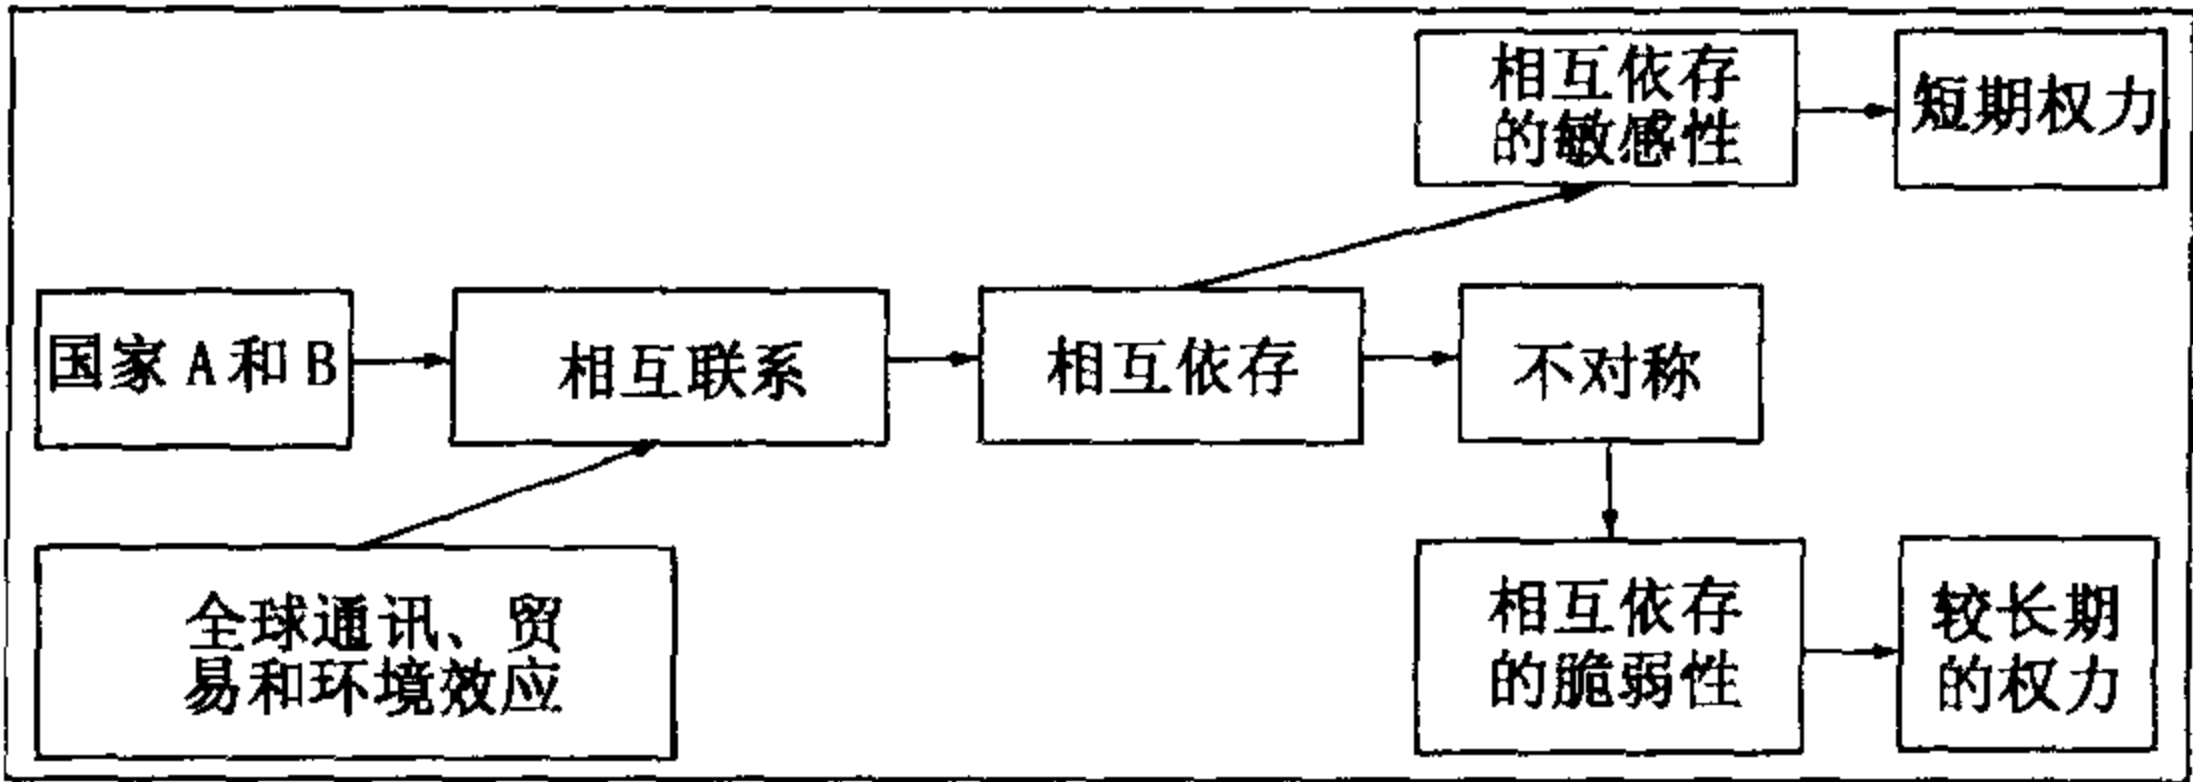 相互依存
的敏感性
短期权力
国家 A 和 B
相互联系
相互依存
不对称
全球通讯、贸
易和环境效应
相互依存
的脆弱性
较长期
的权力